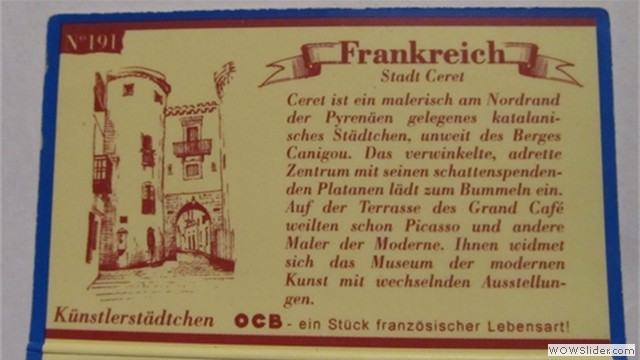 N° 191
Frankreich
Stadt Ceret
Ceret ist ein malerisch am Nordrand
der Pyrenäen gelegenes katalani-
sches Städtchen, unweit des Berges
Canigou. Das verwinkelte, adrette
Zentrum mit seinen schattenspenden-
den Platanen lädt zum Bummeln ein.
Auf der Terrasse des Grand Café
weilten schon Picasso und andere
Maler der Moderne. Ihnen widmet
sich das Museum der modernen
Kunst mit wechselnden Ausstellun-
gen.
Künstlerstädtchen OCB - ein Stück französischer Lebensart!
WOWSlider.com